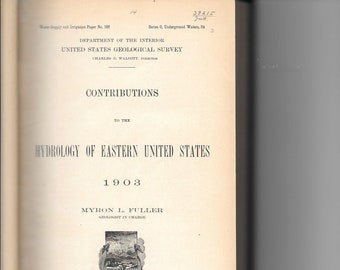 Water-Supply and Irrigation Paper No. 102 Series O, Underground Waters, 24
DEPARTMENT OF THE INTERIOR
UNITED STATES GEOLOGICAL SURVEY
CHARLES D. WALCOTT, DIRECTOR
CONTRIBUTIONS
TO THE
HYDROLOGY OF EASTERN UNITED STATES
1903
MYRON L. FULLER
GEOLOGIST IN CHARGE